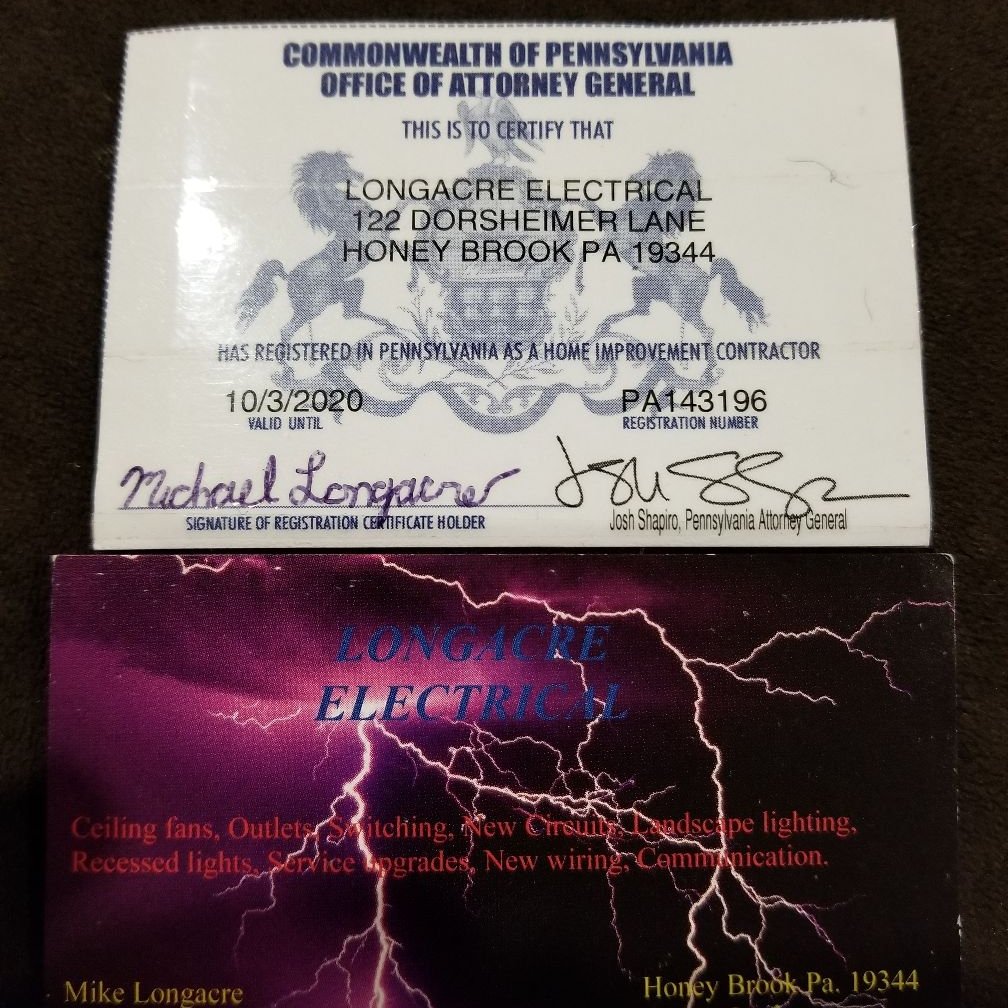 COMMONWEALTH OF PENNSYLVANIA
OFFICE OF ATTORNEY GENERAL
THIS IS TO CERTIFY THAT
LONGACRE ELECTRICAL
122 DORSHEIMER LANE
HONEY BROOK PA 19344
HAS REGISTERED IN PENNSYLVANIA AS A HOME IMPROVEMENT CONTRACTOR
10/3/2020 PA143196
VALID UNTIL REGISTRATION NUMBER
Michael Longacre
SIGNATURE OF REGISTRATION CERTIFICATE HOLDER Josh Shapiro, Pennsylvania Attorney General
LONGACRE
ELECTRICAL
Ceiling fans, Outlets, Switching, New Circuits, Landscape lighting,
Recessed lights, Service upgrades, New wiring, Communication.
Mike Longacre Honey Brook Pa. 19344